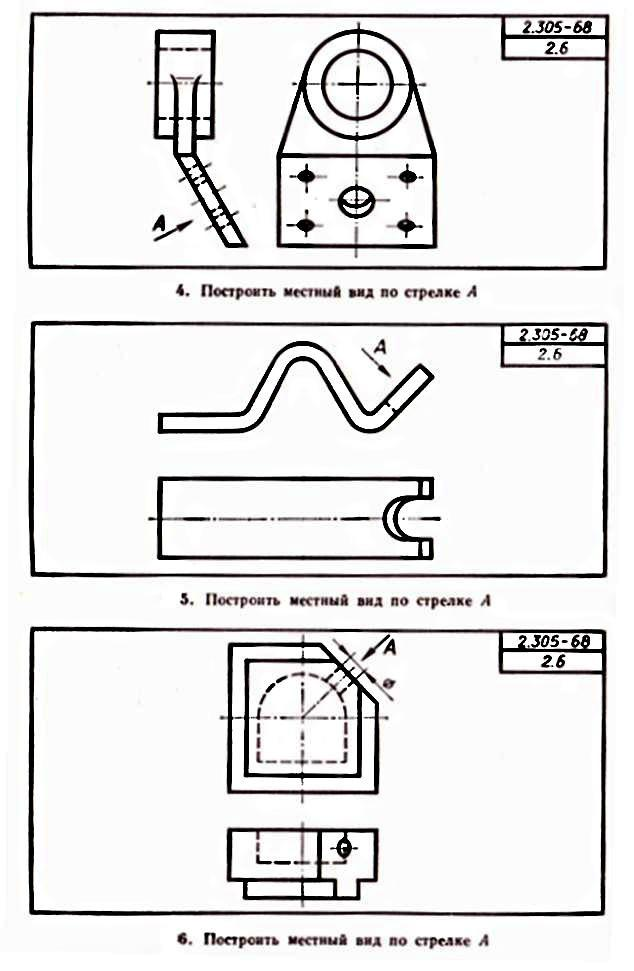 2.305-68
2.6
А
4. Построить местный вид по стрелке А
2.305-68
2.6
А
5. Построить местный вид по стрелке А
2.305-68
2.6
А
⌀
6. Построить местный вид по стрелке А